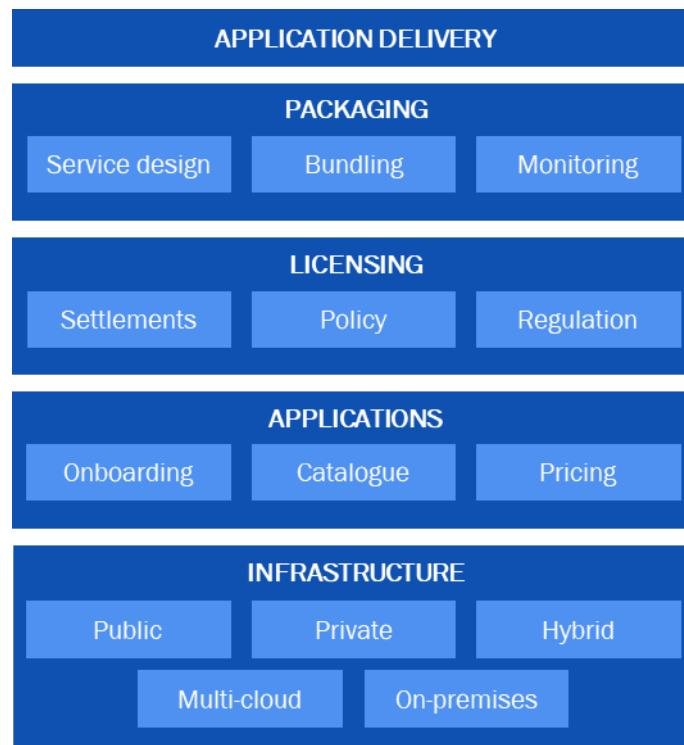 APPLICATION DELIVERY
PACKAGING
Service design Bundling Monitoring
LICENSING
Settlements Policy Regulation
APPLICATIONS
Onboarding Catalogue Pricing
INFRASTRUCTURE
Public Private Hybrid
Multi-cloud On-premises